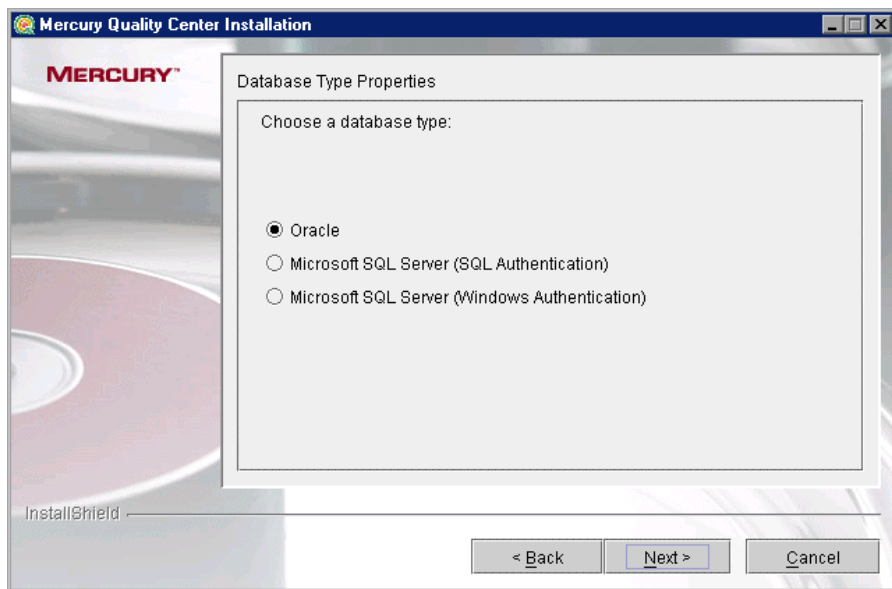 Mercury Quality Center Installation
MERCURY™
Database Type Properties
Choose a database type:
Oracle
Microsoft SQL Server (SQL Authentication)
Microsoft SQL Server (Windows Authentication)
InstallShield
< Back
Next >
Cancel